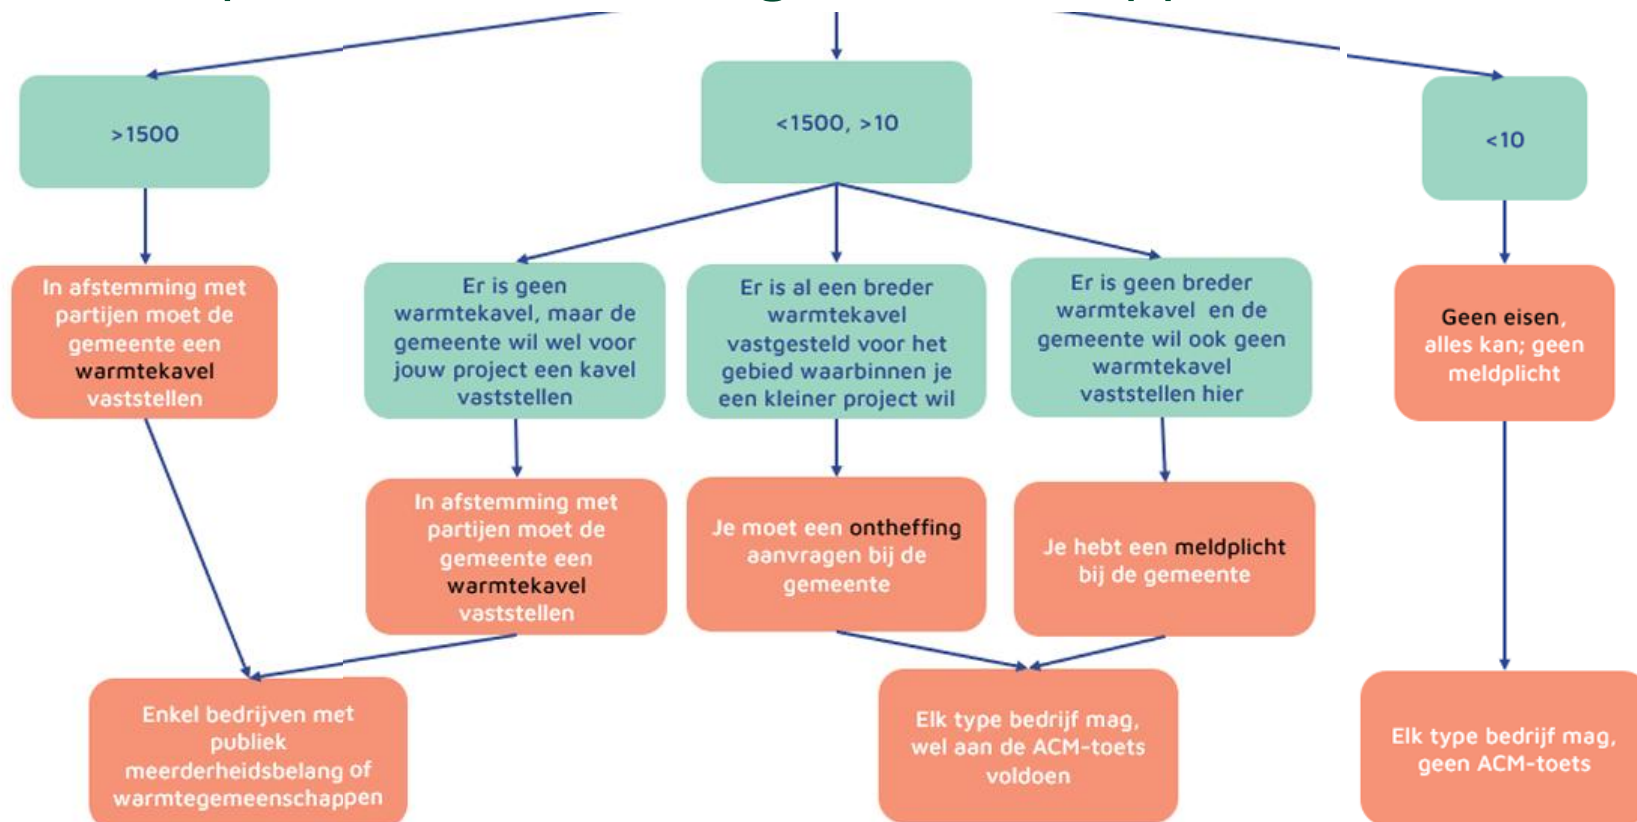 >1500
<1500, >10
<10
In afstemming met
partijen moet de
gemeente een
warmtekavel
vaststellen
Er is geen
warmtekavel, maar de
gemeente wil wel voor
jouw project een kavel
vaststellen
Er is al een breder
warmtekavel
vastgesteld voor het
gebied waarbinnen je
een kleiner project wil
Er is geen breder
warmtekavel en de
gemeente wil ook geen
warmtekavel
vaststellen hier
Geen eisen,
alles kan; geen
meldplicht
In afstemming met
partijen moet de
gemeente een
warmtekavel
vaststellen
Je moet een ontheffing
aanvragen bij de
gemeente
Je hebt een meldplicht
bij de gemeente
Enkel bedrijven met
publiek
meerderheidsbelang of
warmtegemeenschappen
Elk type bedrijf mag,
wel aan de ACM-toets
voldoen
Elk type bedrijf mag,
geen ACM-toets